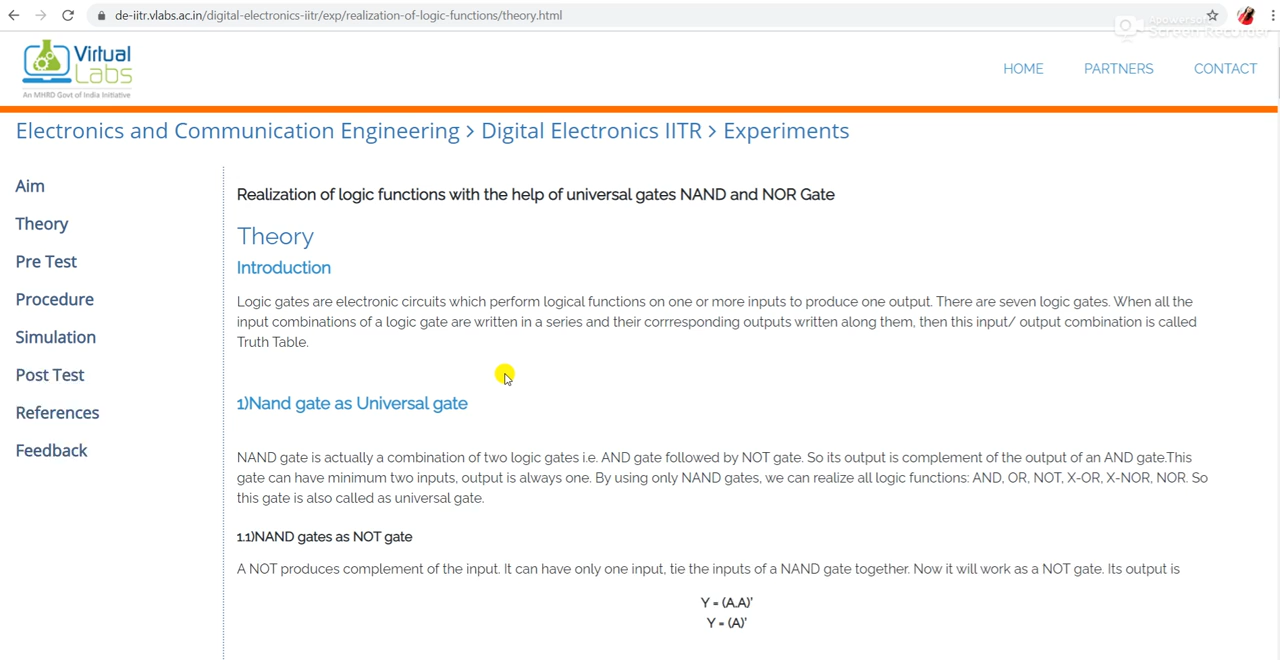 de-iitr.vlabs.ac.in/digital-electronics-iitr/exp/realization-of-logic-functions/theory.html
Apowersoft
Screen Recorder
Virtual
Labs
An MHRD Govt of India Initiative
HOME PARTNERS CONTACT
Electronics and Communication Engineering > Digital Electronics IITR > Experiments
Aim
Theory
Pre Test
Procedure
Simulation
Post Test
References
Feedback
Realization of logic functions with the help of universal gates NAND and NOR Gate
Theory
Introduction
Logic gates are electronic circuits which perform logical functions on one or more inputs to produce one output. There are seven logic gates. When all the
input combinations of a logic gate are written in a series and their corrresponding outputs written along them, then this input/ output combination is called
Truth Table.
1)Nand gate as Universal gate
NAND gate is actually a combination of two logic gates i.e. AND gate followed by NOT gate. So its output is complement of the output of an AND gate.This
gate can have minimum two inputs, output is always one. By using only NAND gates, we can realize all logic functions: AND, OR, NOT, X-OR, X-NOR, NOR. So
this gate is also called as universal gate.
1.1)NAND gates as NOT gate
A NOT produces complement of the input. It can have only one input, tie the inputs of a NAND gate together. Now it will work as a NOT gate. Its output is
Y = (A.A)'
Y = (A)'